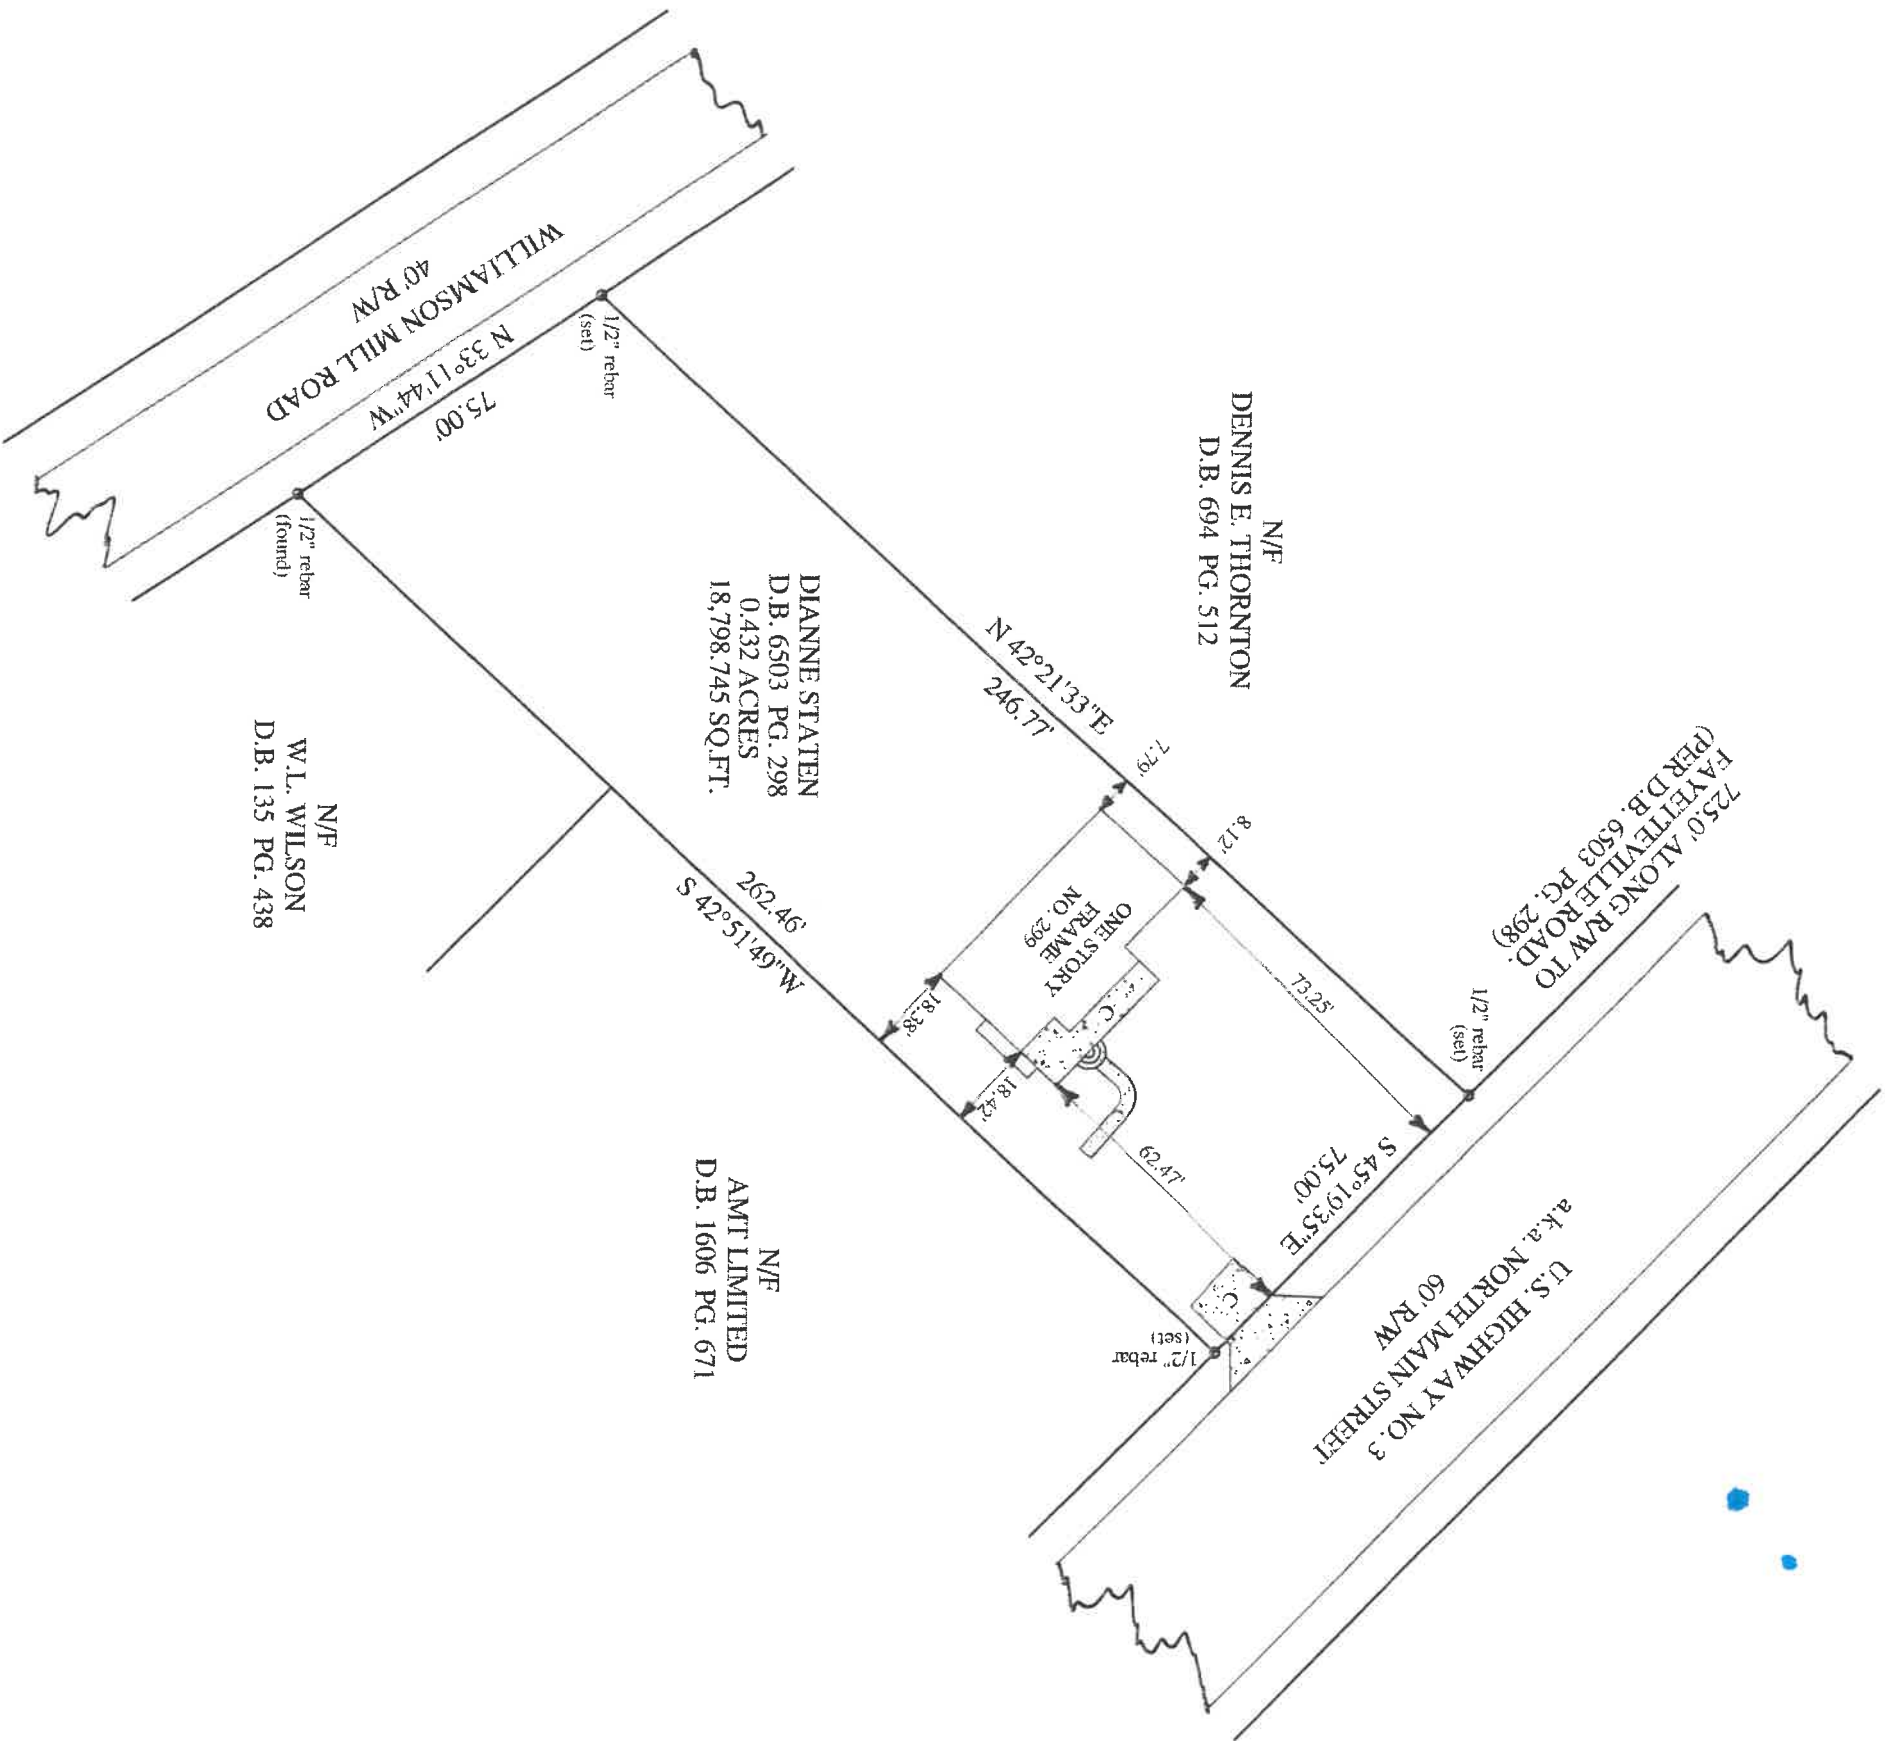 725.0' ALONG R/W TO
FAYETTEVILLE ROAD.
(PER D.B. 6503 PG. 298)
1/2" rebar
(set)
U.S. HIGHWAY NO. 3
a.k.a. NORTH MAIN STREET
60' R/W
N/F
DENNIS E. THORNTON
D.B. 694 PG. 512
S 45°19'35"E
75.00'
73.25'
62.47'
N 42°21'33"E
246.77'
7.79'
8.12'
ONE STORY
FRAME
NO. 299
C
C
18.38'
18.42'
1/2" rebar
(set)
1/2" rebar
(set)
DIANNE STATEN
D.B. 6503 PG. 298
0.432 ACRES
18,798.745 SQ.FT.
262.46'
S 42°51'49"W
N/F
AMT LIMITED
D.B. 1606 PG. 671
WILLIAMSON MILL ROAD
40' R/W
N 33°11'44"W
75.00'
1/2" rebar
(found)
N/F
W.L. WILSON
D.B. 135 PG. 438